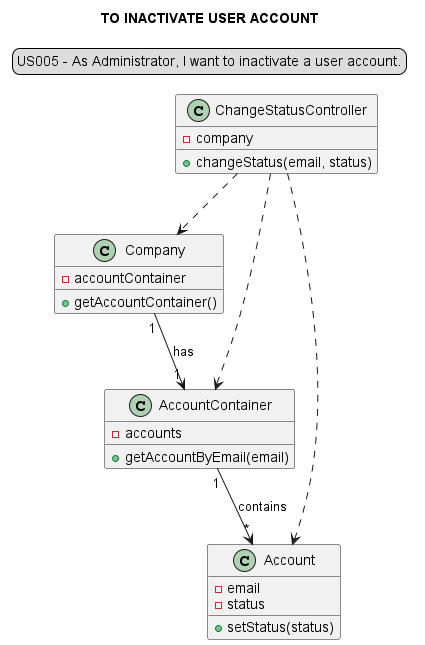 TO INACTIVATE USER ACCOUNT
US005 - As Administrator, I want to inactivate a user account.
C ChangeStatusController
company
changeStatus(email, status)
C Company
accountContainer
getAccountContainer()
1
has
1
C AccountContainer
accounts
getAccountByEmail(email)
1
contains
*
C Account
email
status
setStatus(status)